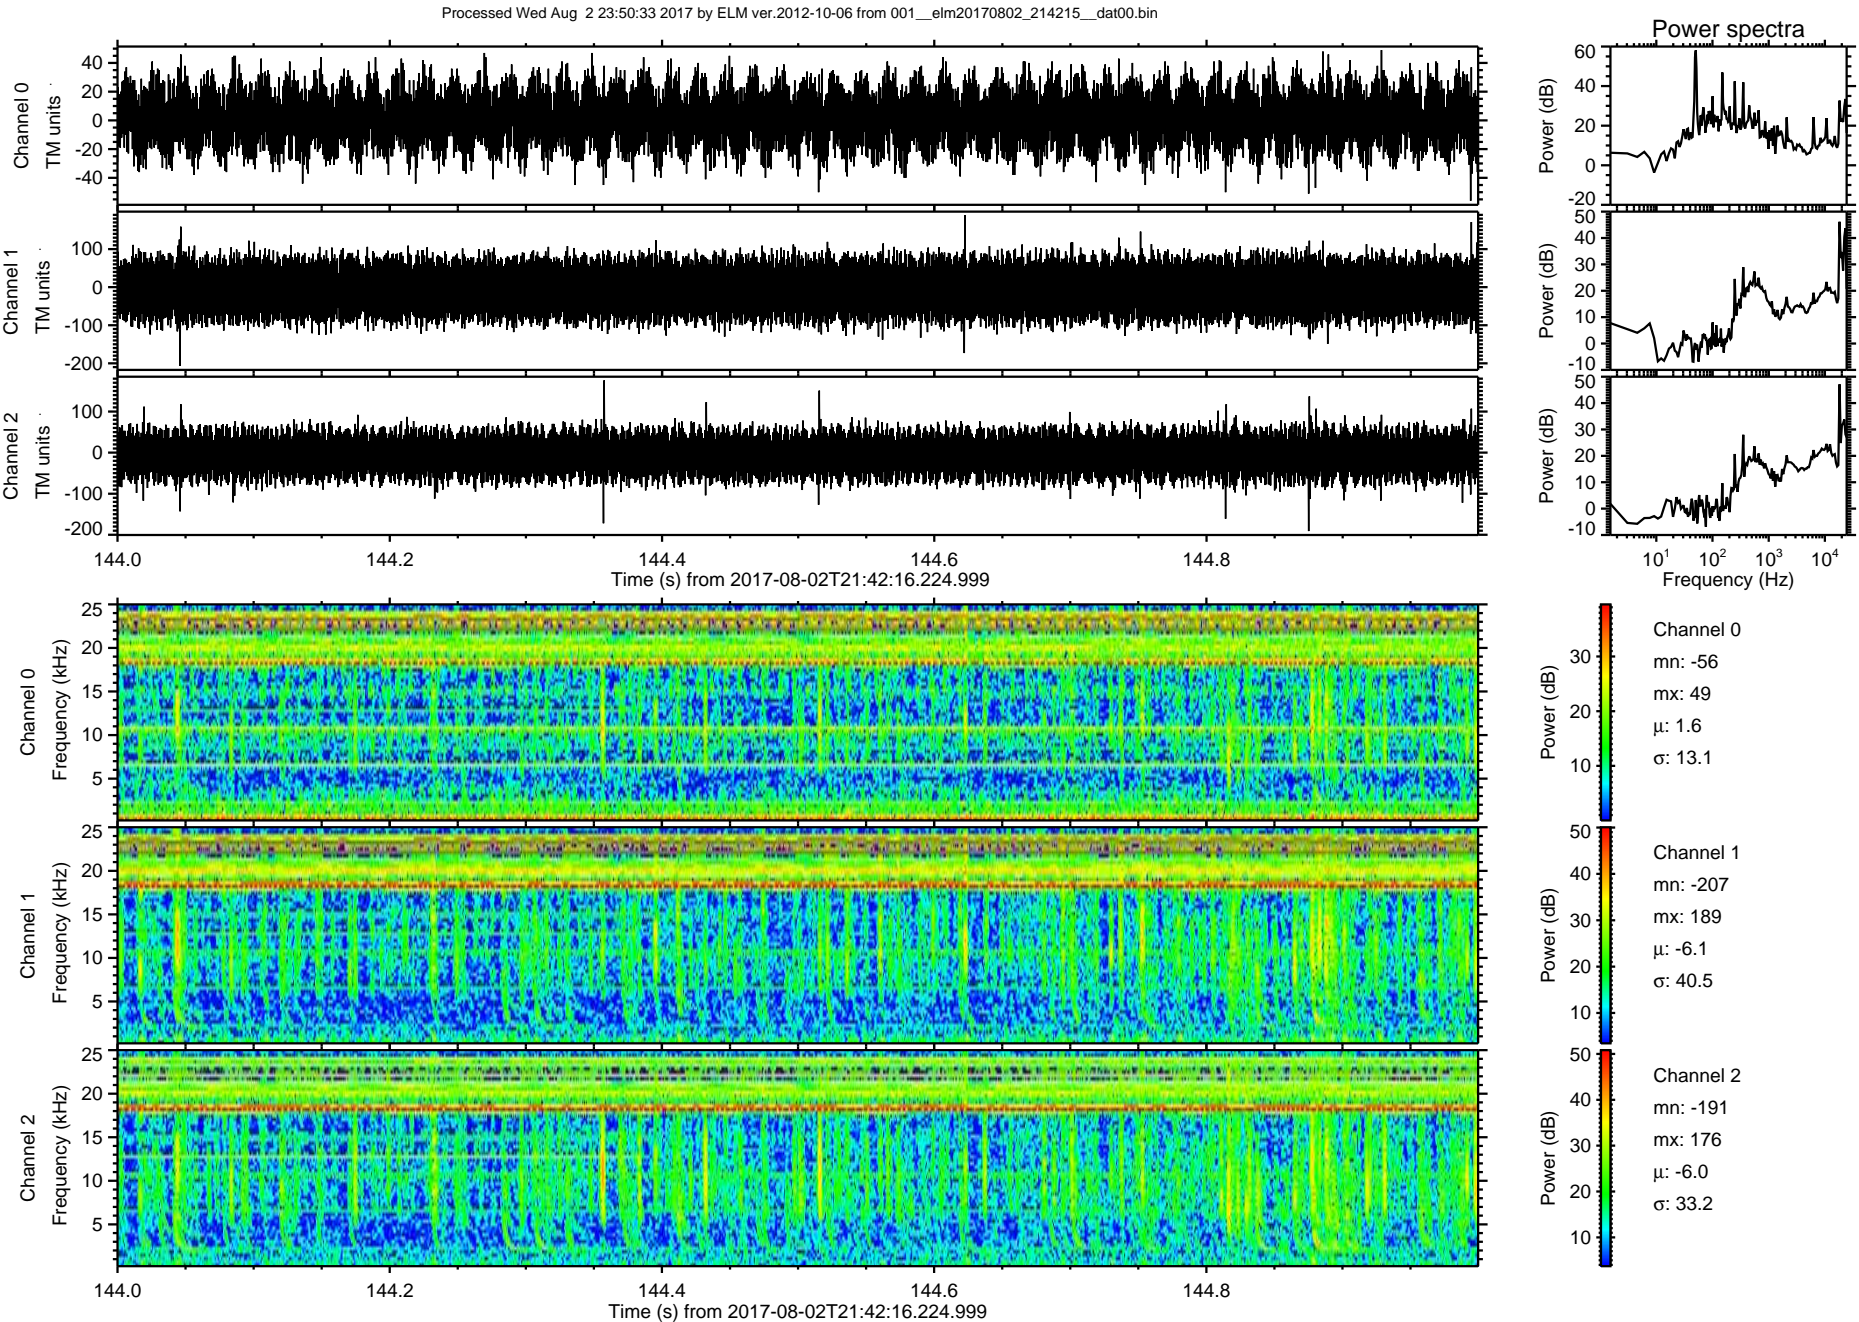 Processed Wed Aug  2 23:50:33 2017 by ELM ver.2012-10-06 from 001__elm20170802_214215__dat00.bin
Power spectra
Channel 0
TM units
40
20
0
-20
-40
Power (dB)
60
40
20
0
-20
Channel 1
TM units
100
0
-100
-200
Power (dB)
50
40
30
20
10
0
-10
Channel 2
TM units
100
0
-100
-200
Power (dB)
50
40
30
20
10
0
-10
144.0 144.2 144.4 144.6 144.8
Time (s) from 2017-08-02T21:42:16.224.999
10^1 10^2 10^3 10^4
Frequency (Hz)
Channel 0
Frequency (kHz)
25
20
15
10
5
Power (dB)
30
20
10
Channel 0
mn: -56
mx: 49
µ: 1.6
σ: 13.1
Channel 1
Frequency (kHz)
25
20
15
10
5
Power (dB)
50
40
30
20
10
Channel 1
mn: -207
mx: 189
µ: -6.1
σ: 40.5
Channel 2
Frequency (kHz)
25
20
15
10
5
Power (dB)
50
40
30
20
10
Channel 2
mn: -191
mx: 176
µ: -6.0
σ: 33.2
144.0 144.2 144.4 144.6 144.8
Time (s) from 2017-08-02T21:42:16.224.999